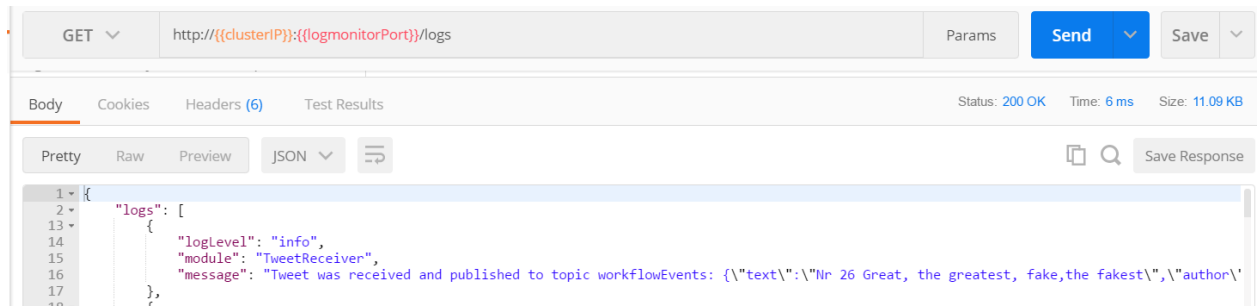 GET http://{{clusterIP}}:{{logmonitorPort}}/logs Params Send Save
Body Cookies Headers (6) Test Results Status: 200 OK Time: 6 ms Size: 11.09 KB
Pretty Raw Preview JSON Save Response
1 {
2 "logs": [
13 {
14 "logLevel": "info",
15 "module": "TweetReceiver",
16 "message": "Tweet was received and published to topic workflowEvents: {\"text\":\"Nr 26 Great, the greatest, fake,the fakest\",\"author\"
17 },
18 {